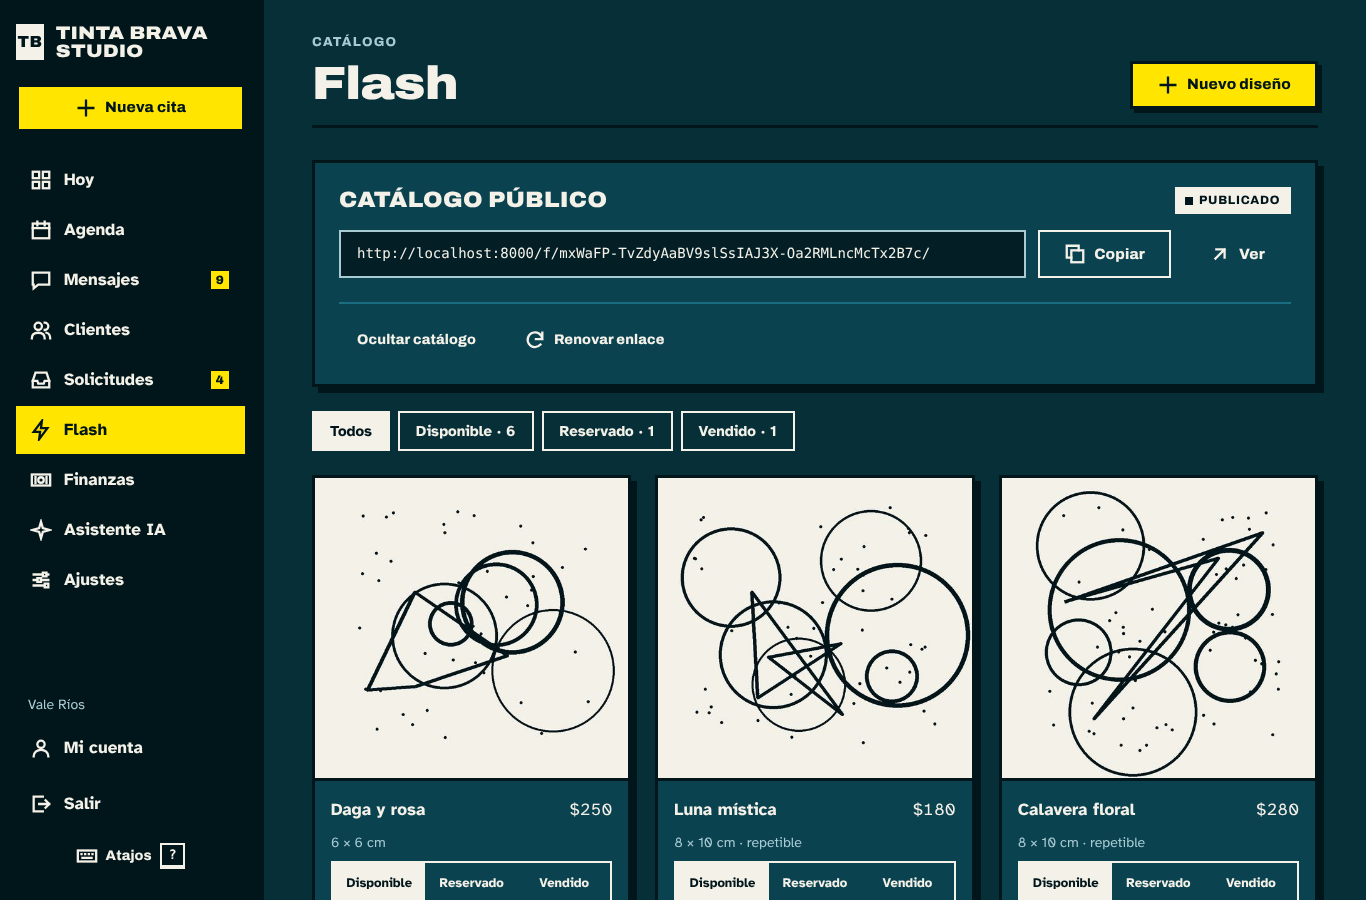 TB
TINTA BRAVA
STUDIO
Nueva cita
Hoy
Agenda
Mensajes 9
Clientes
Solicitudes 4
Flash
Finanzas
Asistente IA
Ajustes
Vale Ríos
Mi cuenta
Salir
Atajos ?
CATÁLOGO
Flash
Nuevo diseño
CATÁLOGO PÚBLICO
PUBLICADO
http://localhost:8000/f/mxWaFP-TvZdyAaBV9slSsIAJ3X-Oa2RMLncMcTx2B7c/
Copiar
Ver
Ocultar catálogo
Renovar enlace
Todos
Disponible · 6
Reservado · 1
Vendido · 1
Daga y rosa $250
6 × 6 cm
Disponible Reservado Vendido
Luna mística $180
8 × 10 cm · repetible
Disponible Reservado Vendido
Calavera floral $280
8 × 10 cm · repetible
Disponible Reservado Vendido